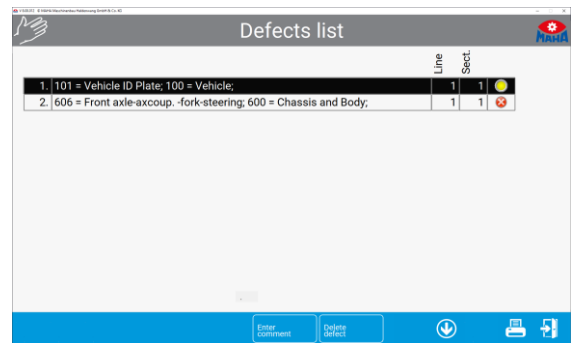 Defects list
MAHA
Line
Sect.
1. 101 = Vehicle ID Plate; 100 = Vehicle; 1 1
2. 606 = Front axle-axcoup. -fork-steering; 600 = Chassis and Body; 1 1
Enter comment
Delete defect